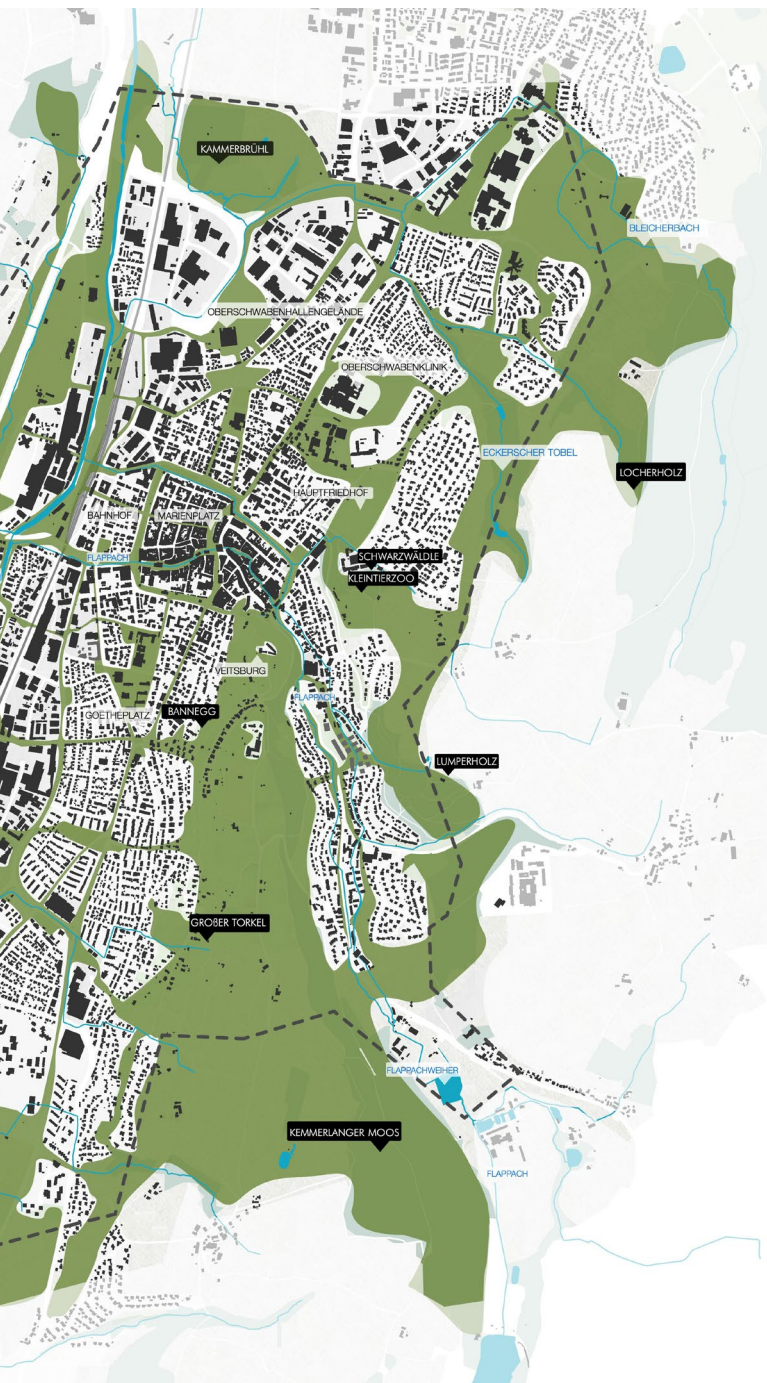 KAMMERBRÜHL
BLEICHERBACH
OBERSCHWABENHALLENGELÄNDE
OBERSCHWABENKLINIK
ECKERSCHER TOBEL
LOCHERHOLZ
HAUPTFRIEDHOF
BAHNHOF
MARIENPLATZ
FLAPPACH
SCHWARZWÄLDLE
KLEINTIERZOO
VEITSBURG
FLAPPACH
GOETHEPLATZ
BANNEGG
LUMPERHOLZ
GROßER TORKEL
FLAPPACHWEIHER
KEMMERLANGER MOOS
FLAPPACH